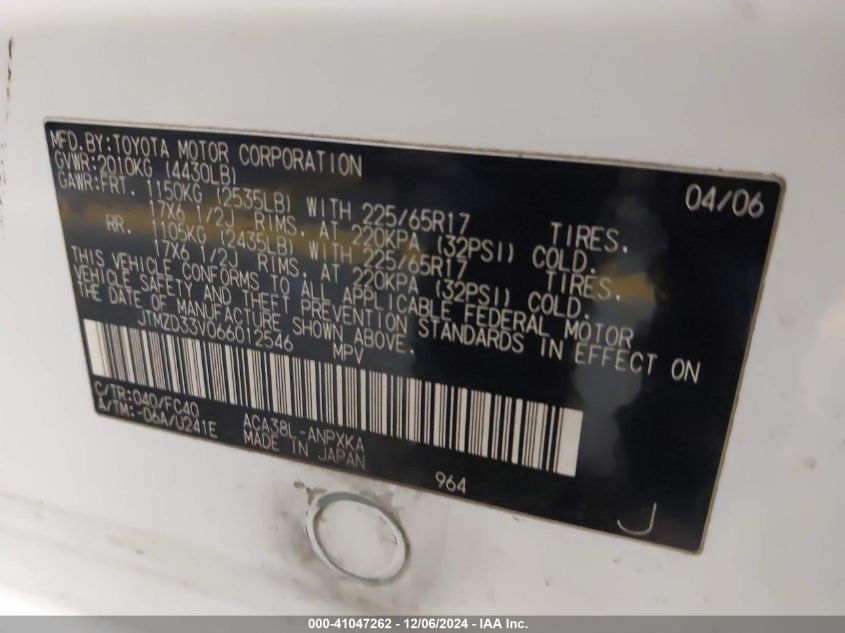 MFD.BY:TOYOTA MOTOR CORPORATION 04/06
GVWR:2010KG (4430LB)
GAWR:FRT. 1150KG (2535LB) WITH 225/65R17 TIRES.
17X6 1/2J RIMS. AT 220KPA (32PSI) COLD.
RR. 1105KG (2435LB) WITH 225/65R17 TIRES.
17X6 1/2J RIMS. AT 220KPA (32PSI) COLD.
THIS VEHICLE CONFORMS TO ALL APPLICABLE FEDERAL MOTOR
VEHICLE SAFETY AND THEFT PREVENTION STANDARDS IN EFFECT ON
THE DATE OF MANUFACTURE SHOWN ABOVE.
JTMZD33V066012546 MPV
C/TR:040/FC40 ACA38L-ANPXKA
A/TM:-06A/U241E MADE IN JAPAN
964
J
000-41047262 - 12/06/2024 - IAA Inc.